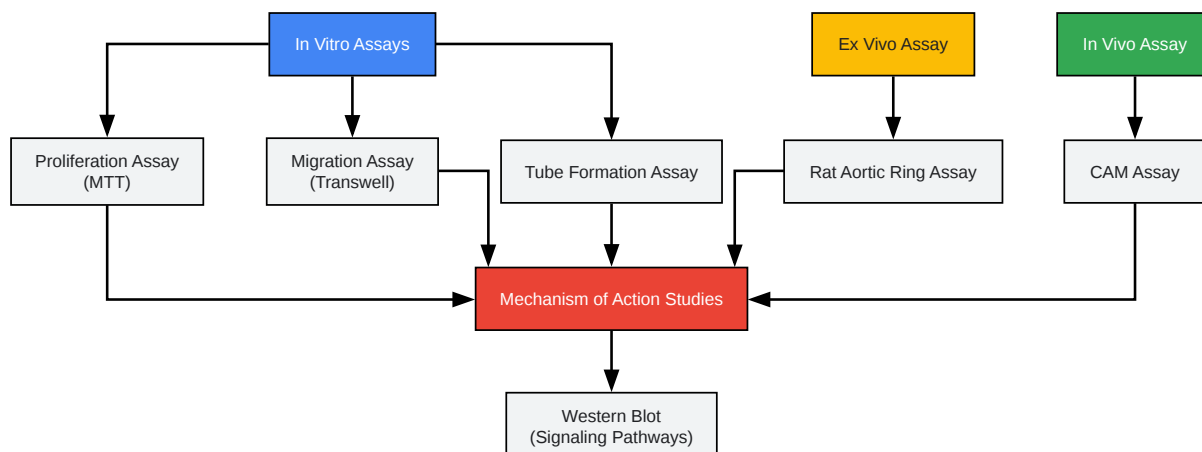 In Vitro Assays
Ex Vivo Assay
In Vivo Assay
Proliferation Assay
(MTT)
Migration Assay
(Transwell)
Tube Formation Assay
Rat Aortic Ring Assay
CAM Assay
Mechanism of Action Studies
Western Blot
(Signaling Pathways)